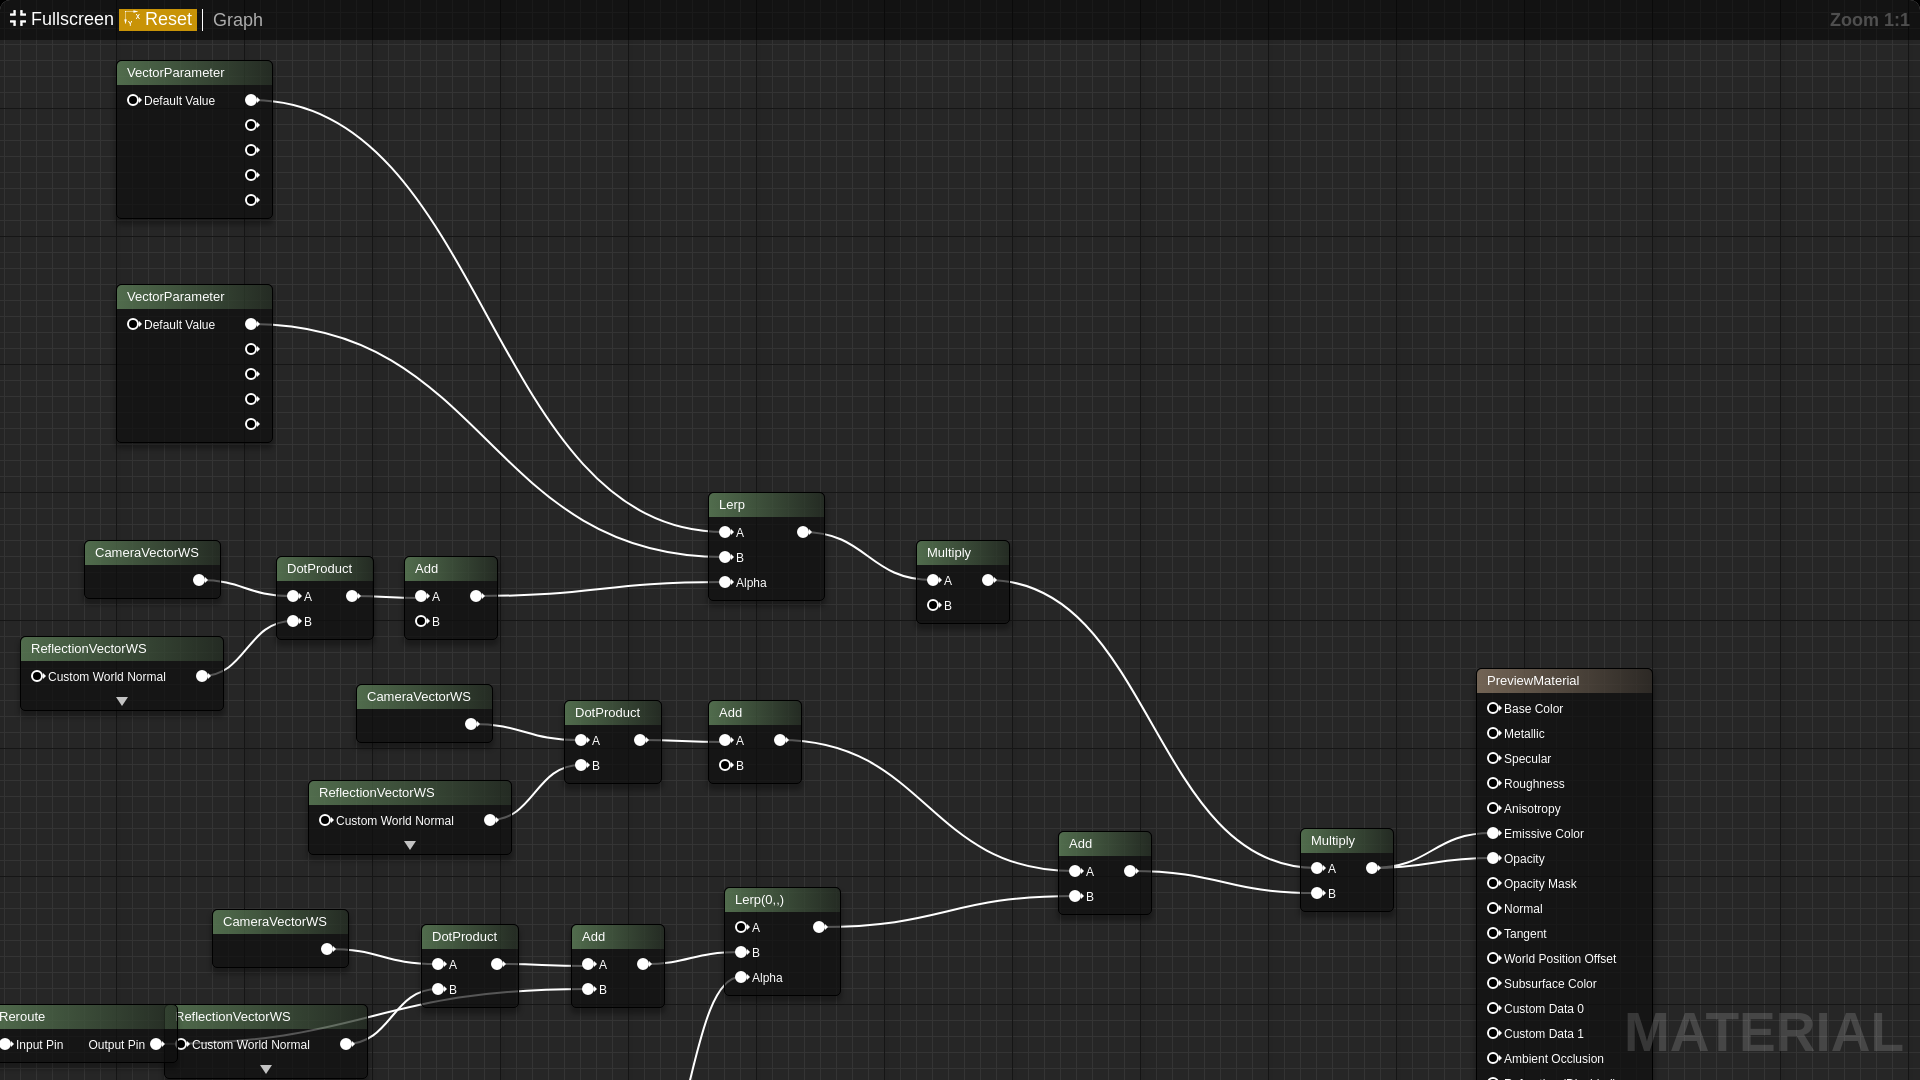 Fullscreen Reset Graph Zoom 1:1
VectorParameter
Default Value
VectorParameter
Default Value
Lerp
A
B
Alpha
CameraVectorWS
DotProduct
A
B
Add
A
B
Multiply
A
B
ReflectionVectorWS
Custom World Normal
CameraVectorWS
DotProduct
A
B
Add
A
B
ReflectionVectorWS
Custom World Normal
PreviewMaterial
Base Color
Metallic
Specular
Roughness
Anisotropy
Emissive Color
Opacity
Opacity Mask
Normal
Tangent
World Position Offset
Subsurface Color
Custom Data 0
Custom Data 1
Ambient Occlusion
Add
A
B
Multiply
A
B
Lerp(0,,)
A
B
Alpha
CameraVectorWS
DotProduct
A
B
Add
A
B
Reroute
Input Pin Output Pin
ReflectionVectorWS
Custom World Normal
MATERIAL